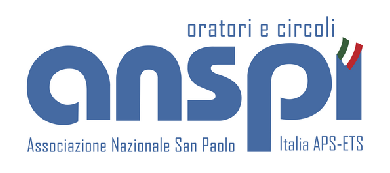 oratori e circoli
anspi
Associazione Nazionale San Paolo Italia APS-ETS